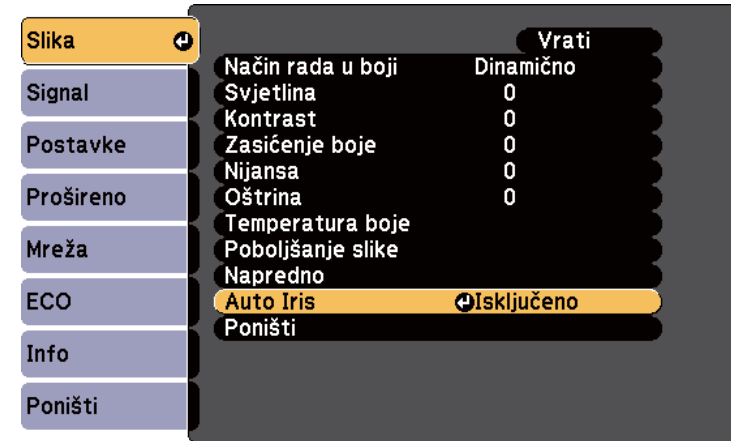 Slika
Signal
Postavke
Prošireno
Mreža
ECO
Info
Poništi
Vrati
Način rada u boji Dinamično
Svjetlina 0
Kontrast 0
Zasićenje boje 0
Nijansa 0
Oštrina 0
Temperatura boje
Poboljšanje slike
Napredno
Auto Iris Isključeno
Poništi